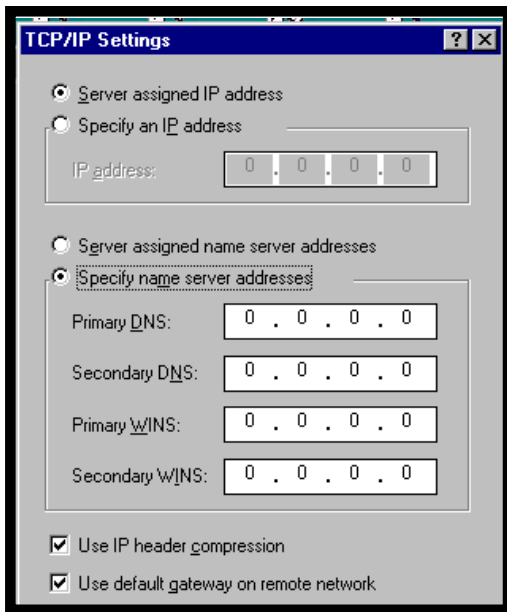 TCP/IP Settings ? X
Server assigned IP address
Specify an IP address
IP address: 0 . 0 . 0 . 0
Server assigned name server addresses
Specify name server addresses
Primary DNS: 0 . 0 . 0 . 0
Secondary DNS: 0 . 0 . 0 . 0
Primary WINS: 0 . 0 . 0 . 0
Secondary WINS: 0 . 0 . 0 . 0
Use IP header compression
Use default gateway on remote network